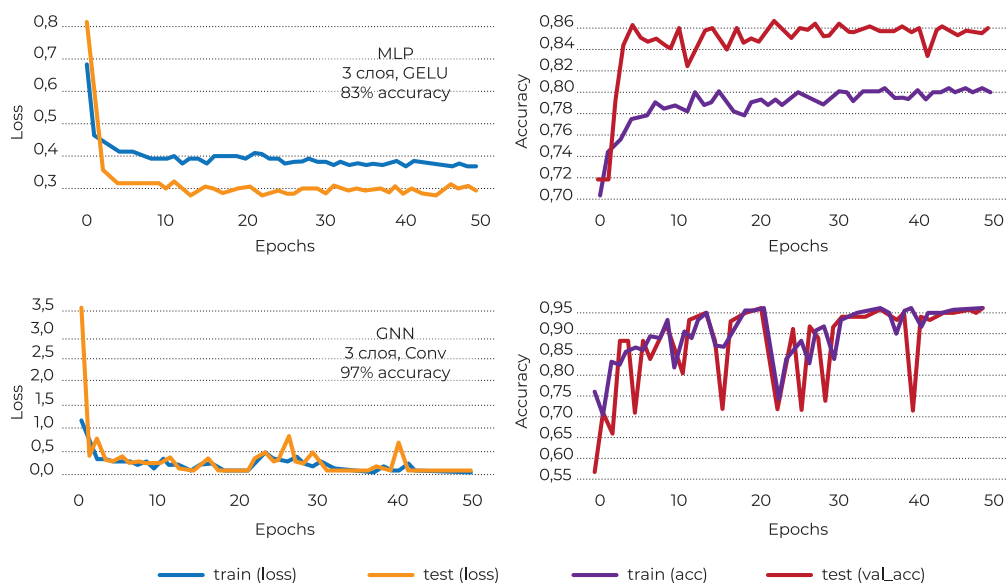 0,8
0,7
0,6
0,5
0,4
0,3
Loss
MLP
3 слоя, GELU
83% accuracy
0 10 20 30 40 50
Epochs
0,86
0,84
0,82
0,80
0,78
0,76
0,74
0,72
0,70
Accuracy
0 10 20 30 40 50
Epochs
3,5
3,0
2,5
2,0
1,5
1,0
0,5
0,0
Loss
GNN
3 слоя, Conv
97% accuracy
0 10 20 30 40 50
Epochs
0,95
0,90
0,85
0,80
0,75
0,70
0,65
0,60
0,55
Accuracy
0 10 20 30 40 50
Epochs
train (loss) test (loss) train (acc) test (val_acc)